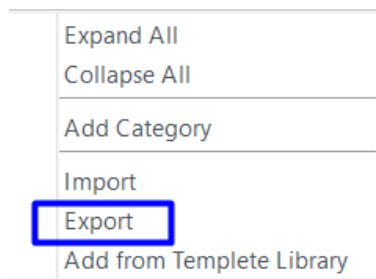 Expand All
Collapse All
Add Category
Import
Export
Add from Templete Library